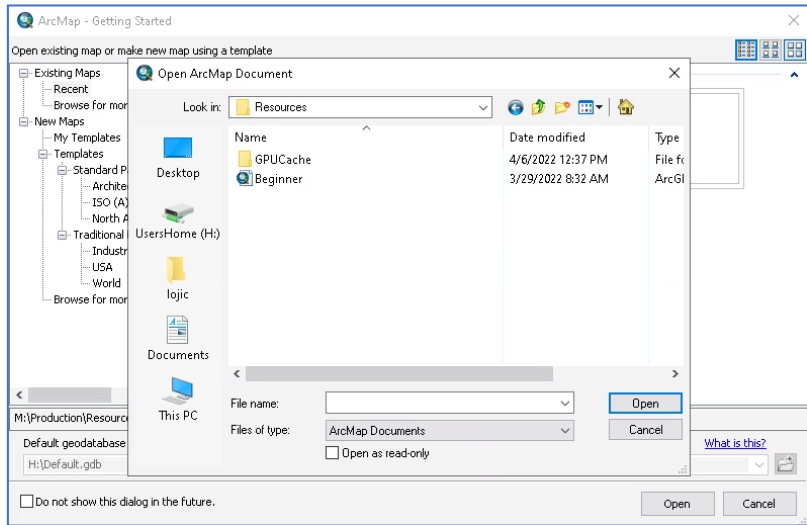 ArcMap - Getting Started
Open existing map or make new map using a template
Existing Maps
Recent
Browse for mor
New Maps
My Templates
Templates
Standard P
Archite
ISO (A)
North A
Traditional
Industr
USA
World
Browse for mor
M:\Production\Resource
Default geodatabase
H:\Default.gdb
What is this?
Do not show this dialog in the future.
Open
Cancel
Open ArcMap Document
Look in:
Resources
Desktop
UsersHome (H:)
lojic
Documents
This PC
Name
Date modified
Type
GPUCache
4/6/2022 12:37 PM
File fo
Beginner
3/29/2022 8:32 AM
ArcGI
File name:
Open
Files of type:
ArcMap Documents
Cancel
Open as read-only